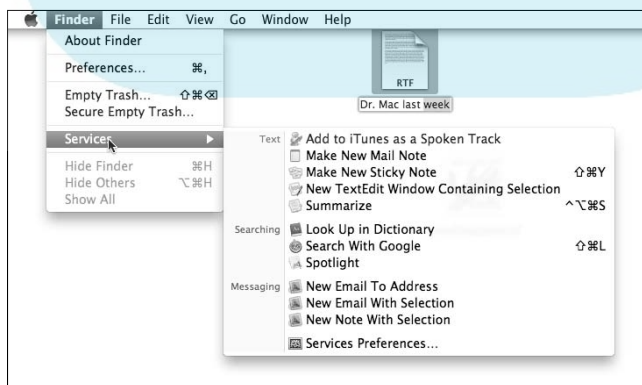 Finder File Edit View Go Window Help
About Finder
Preferences... ⌘,
Empty Trash... ⇧⌘⌫
Secure Empty Trash...
Services ▶
Hide Finder ⌘H
Hide Others ⌥⌘H
Show All
RTF
Dr. Mac last week
Text Add to iTunes as a Spoken Track
Make New Mail Note
Make New Sticky Note ⇧⌘Y
New TextEdit Window Containing Selection
Summarize ^⌥⌘S
Searching Look Up in Dictionary
Search With Google ⇧⌘L
Spotlight
Messaging New Email To Address
New Email With Selection
New Note With Selection
Services Preferences...